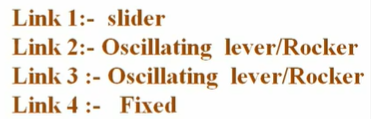 Link 1:-  slider
Link 2:- Oscillating  lever/Rocker
Link 3 :- Oscillating  lever/Rocker
Link 4 :-   Fixed